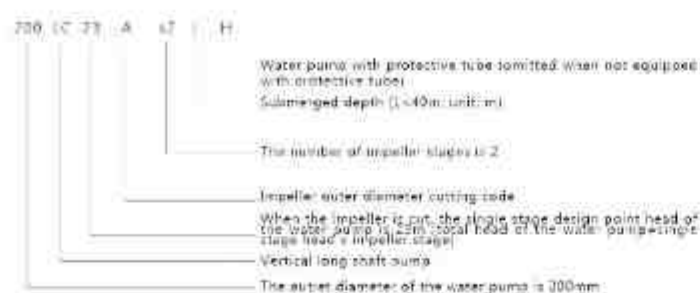 200 LC 23 A x2 L H
Water pump with protective tube (omitted when not equipped
with protective tube)
Submerged depth (L<40m, unit: m)
The number of impeller stages is 2
Impeller outer diameter cutting code
When the impeller is cut, the single stage design point head of
the water pump is 23m (total head of the water pump=single
stage head x impeller stage)
Vertical long shaft pump
The outlet diameter of the water pump is 200mm